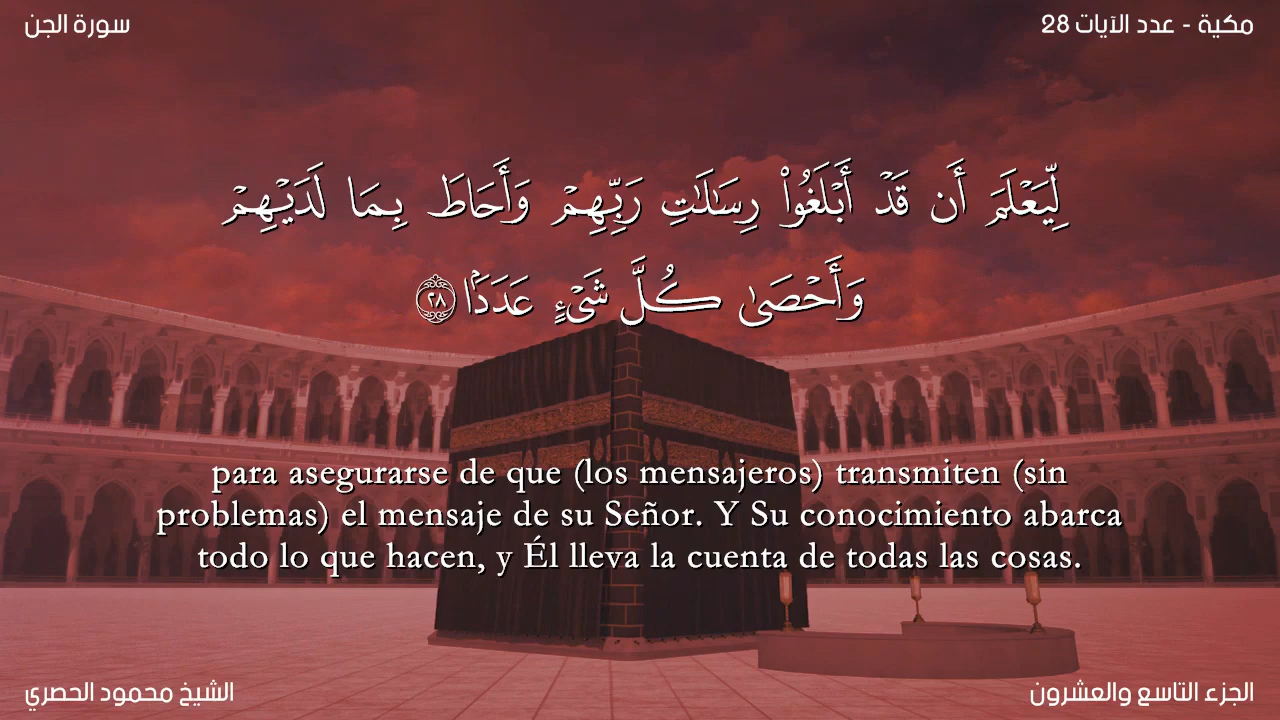 سورة الجن
مكية - عدد الآيات 28
لِّيَعْلَمَ أَن قَدْ أَبْلَغُوا۟ رِسَـٰلَـٰتِ رَبِّهِمْ وَأَحَاطَ بِمَا لَدَيْهِمْ
وَأَحْصَىٰ كُلَّ شَىْءٍ عَدَدًۢا ٢٨
para asegurarse de que (los mensajeros) transmiten (sin
problemas) el mensaje de su Señor. Y Su conocimiento abarca
todo lo que hacen, y Él lleva la cuenta de todas las cosas.
الشيخ محمود الحصري
الجزء التاسع والعشرون